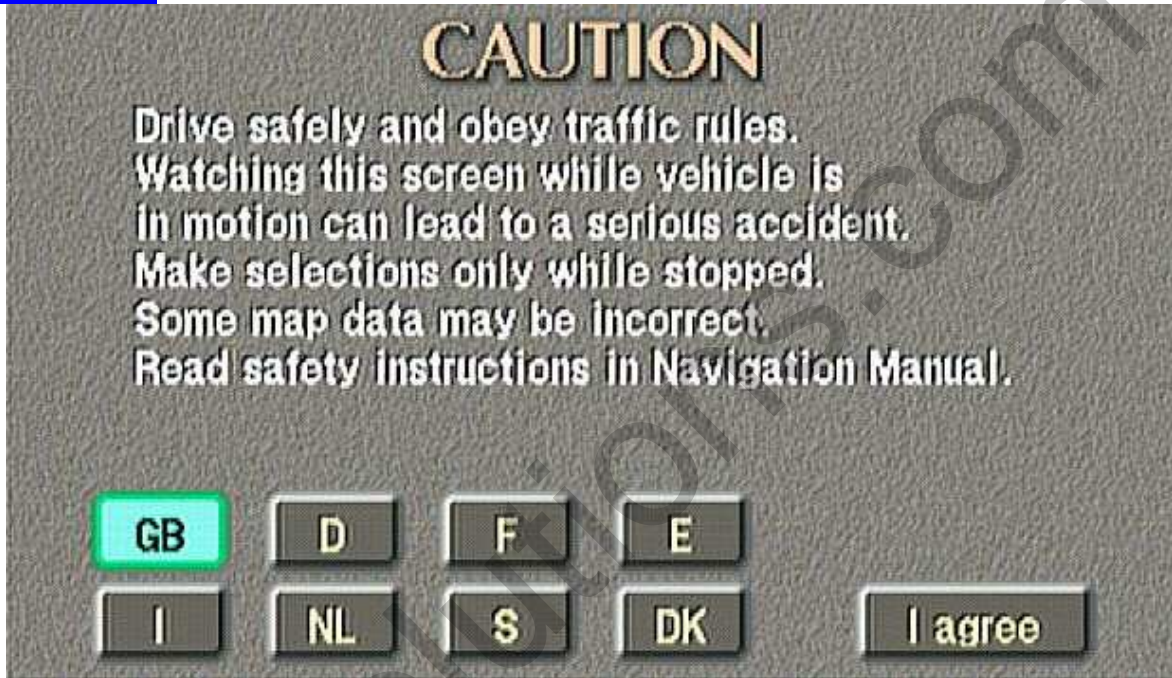 CAUTION
Drive safely and obey traffic rules.
Watching this screen while vehicle is
in motion can lead to a serious accident.
Make selections only while stopped.
Some map data may be incorrect.
Read safety instructions in Navigation Manual.
GB D F E
I NL S DK I agree